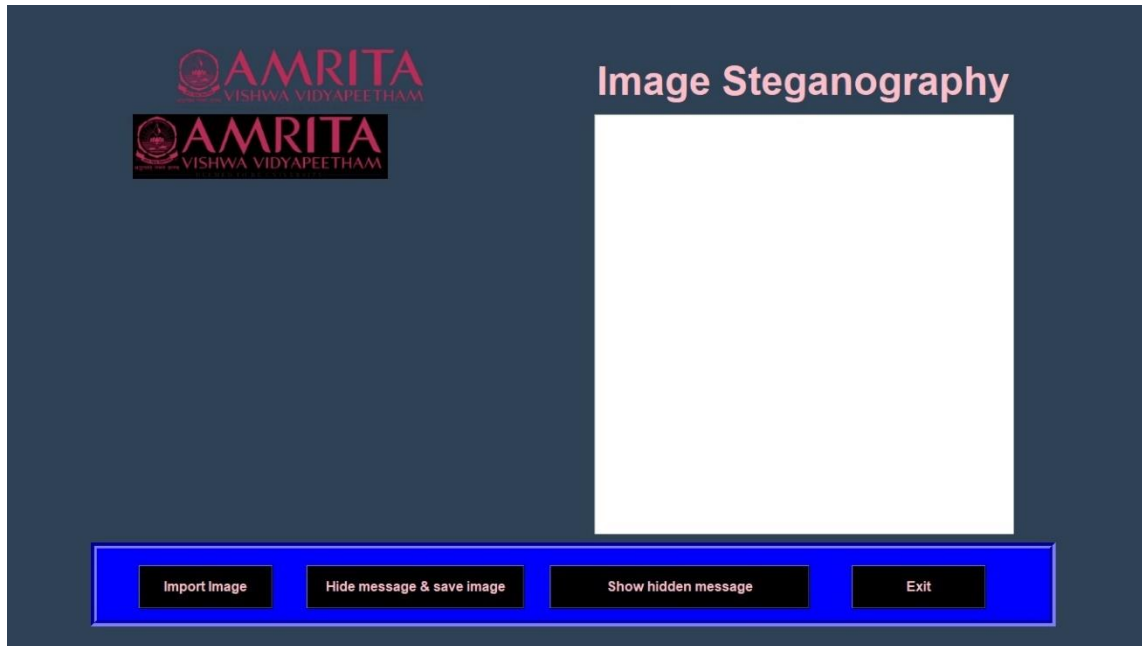 AMRITA
VISHWA VIDYAPEETHAM
Image Steganography
AMRITA
VISHWA VIDYAPEETHAM
Import Image
Hide message & save image
Show hidden message
Exit